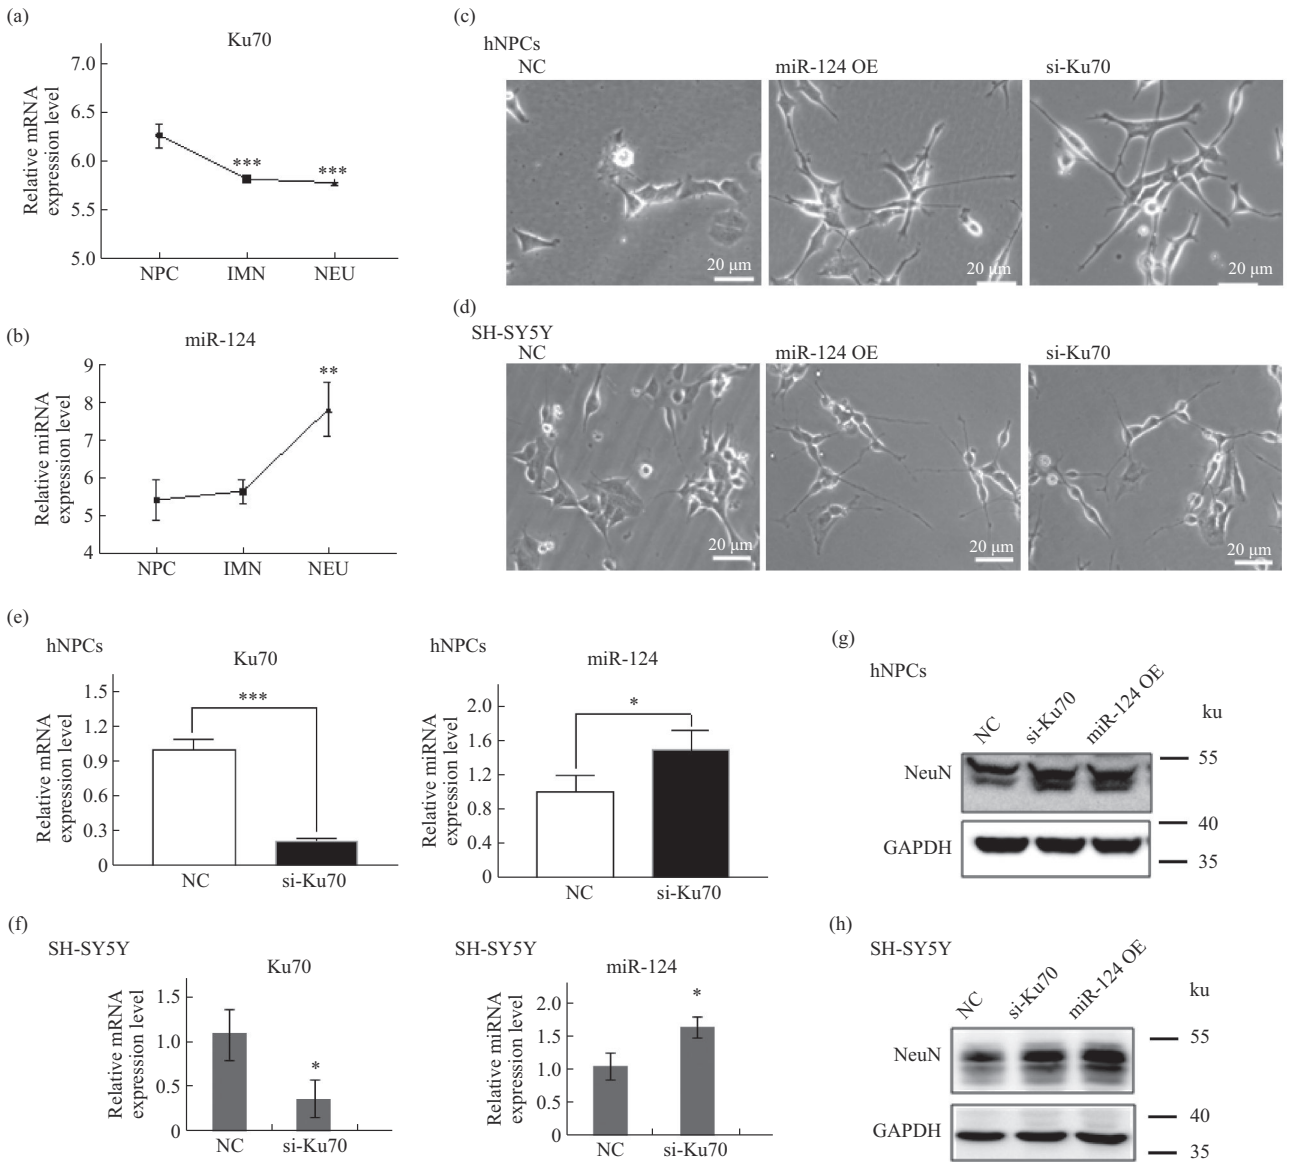 (a)
Ku70
Relative mRNA
expression level
7.0
6.5
6.0
5.5
5.0
***
***
NPC IMN NEU
(b)
miR-124
Relative miRNA
expression level
9
8
7
6
5
4
**
NPC IMN NEU
(c)
hNPCs
NC miR-124 OE si-Ku70
20 μm 20 μm 20 μm
(d)
SH-SY5Y
NC miR-124 OE si-Ku70
20 μm 20 μm 20 μm
(e)
hNPCs
Ku70
Relative mRNA
expression level
1.5
1.2
0.9
0.6
0.3
0
***
NC si-Ku70
hNPCs
miR-124
Relative miRNA
expression level
2.0
1.6
1.2
0.8
0.4
0
*
NC si-Ku70
(f)
SH-SY5Y
Ku70
Relative mRNA
expression level
1.5
1.0
0.5
0
*
NC si-Ku70
SH-SY5Y
miR-124
Relative miRNA
expression level
2.0
1.5
1.0
0.5
0
*
NC si-Ku70
(g)
hNPCs
NC si-Ku70 miR-124 OE ku
NeuN 55
40
GAPDH 35
(h)
SH-SY5Y
NC si-Ku70 miR-124 OE ku
NeuN 55
40
GAPDH 35